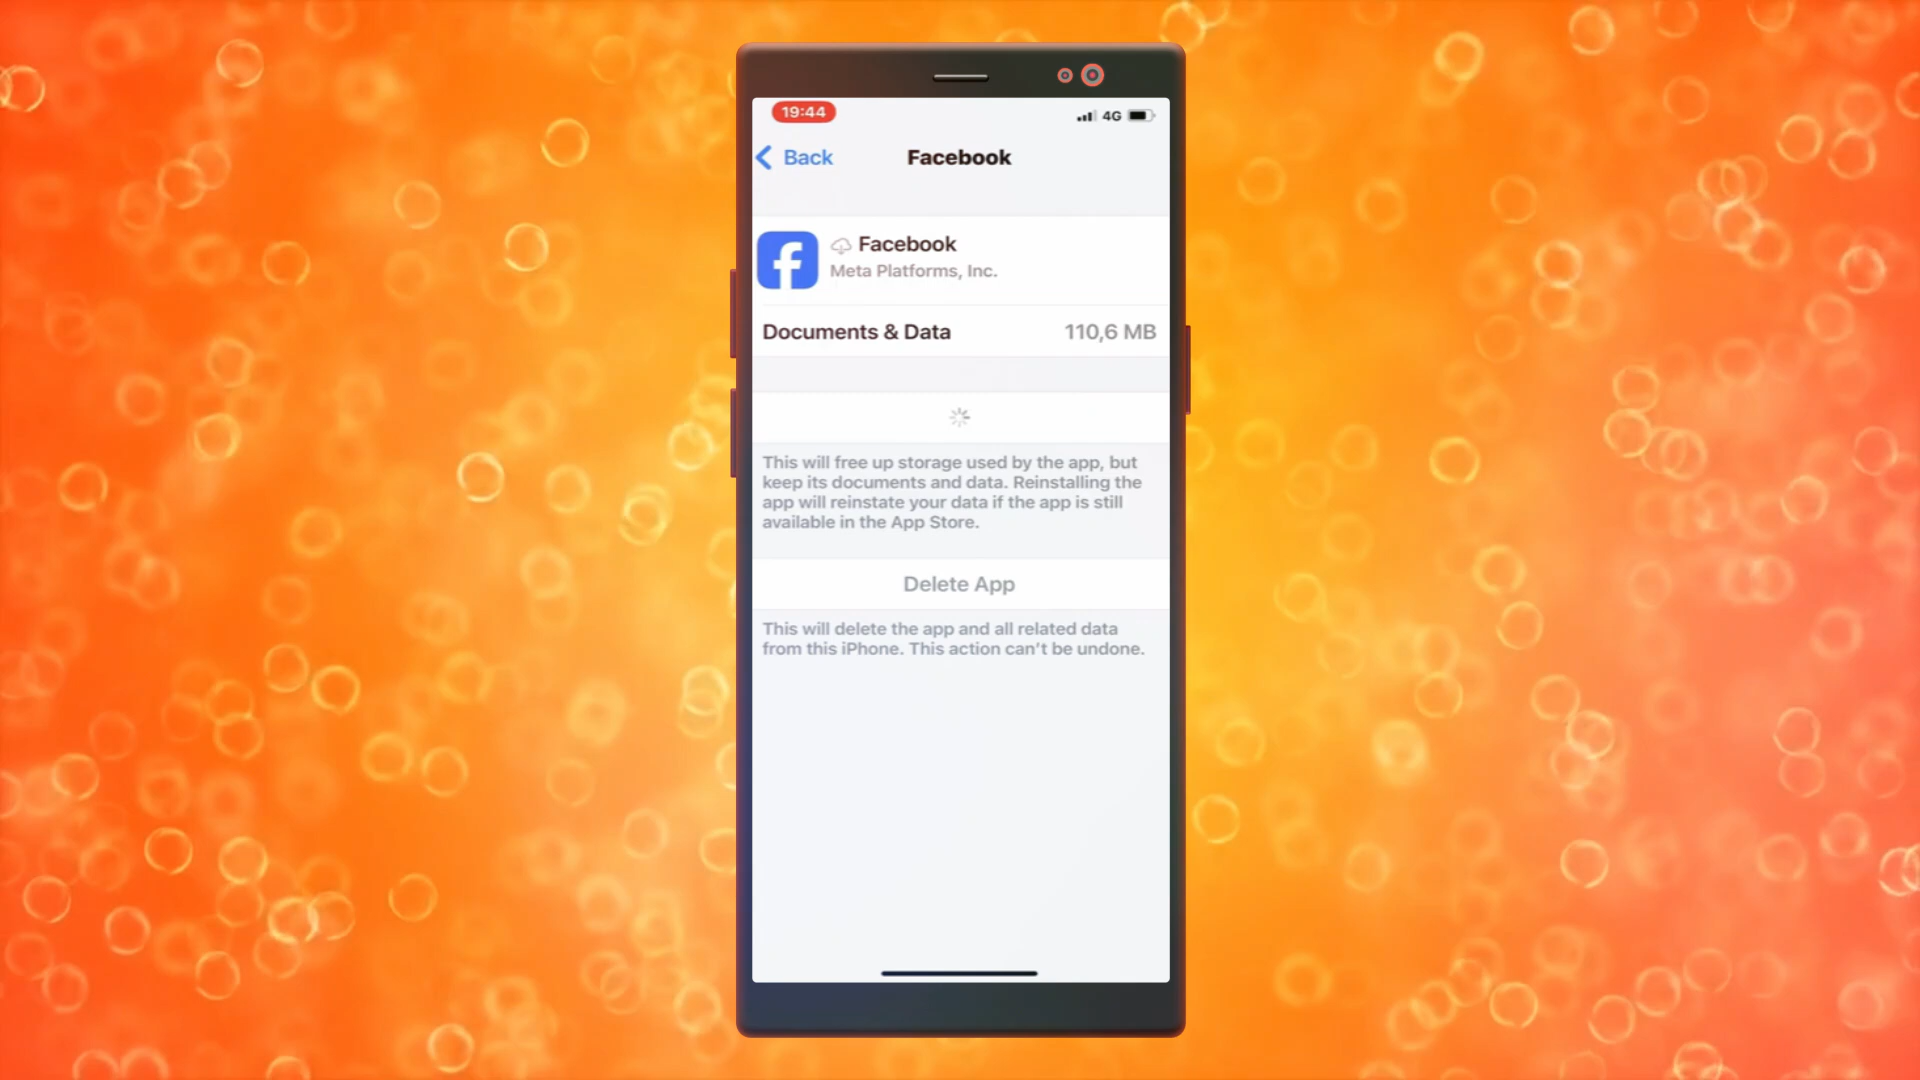 19:44
4G
Back
Facebook
Facebook
Meta Platforms, Inc.
Documents & Data
110,6 MB
This will free up storage used by the app, but
keep its documents and data. Reinstalling the
app will reinstate your data if the app is still
available in the App Store.
Delete App
This will delete the app and all related data
from this iPhone. This action can't be undone.